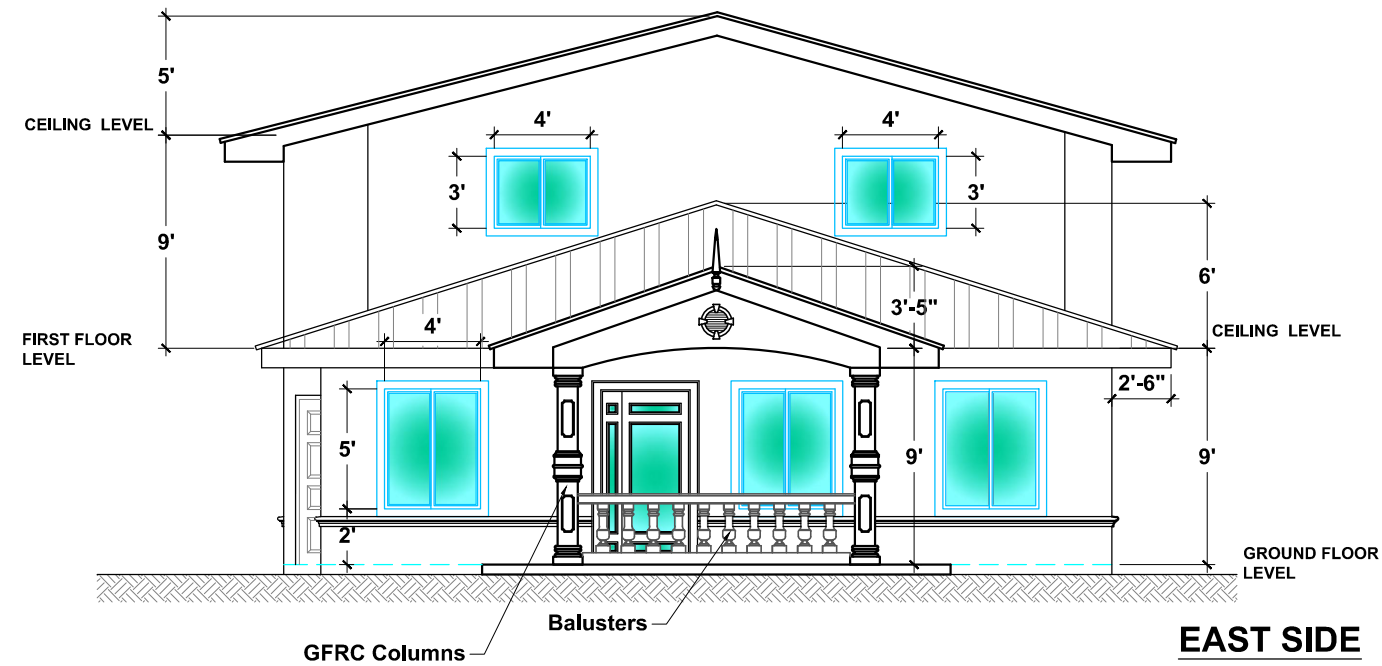 5'
CEILING LEVEL
4'
4'
3'
3'
9'
6'
3'-5"
4'
FIRST FLOOR
LEVEL
CEILING LEVEL
2'-6"
5'
9'
9'
2'
GROUND FLOOR
LEVEL
Balusters
GFRC Columns
EAST SIDE